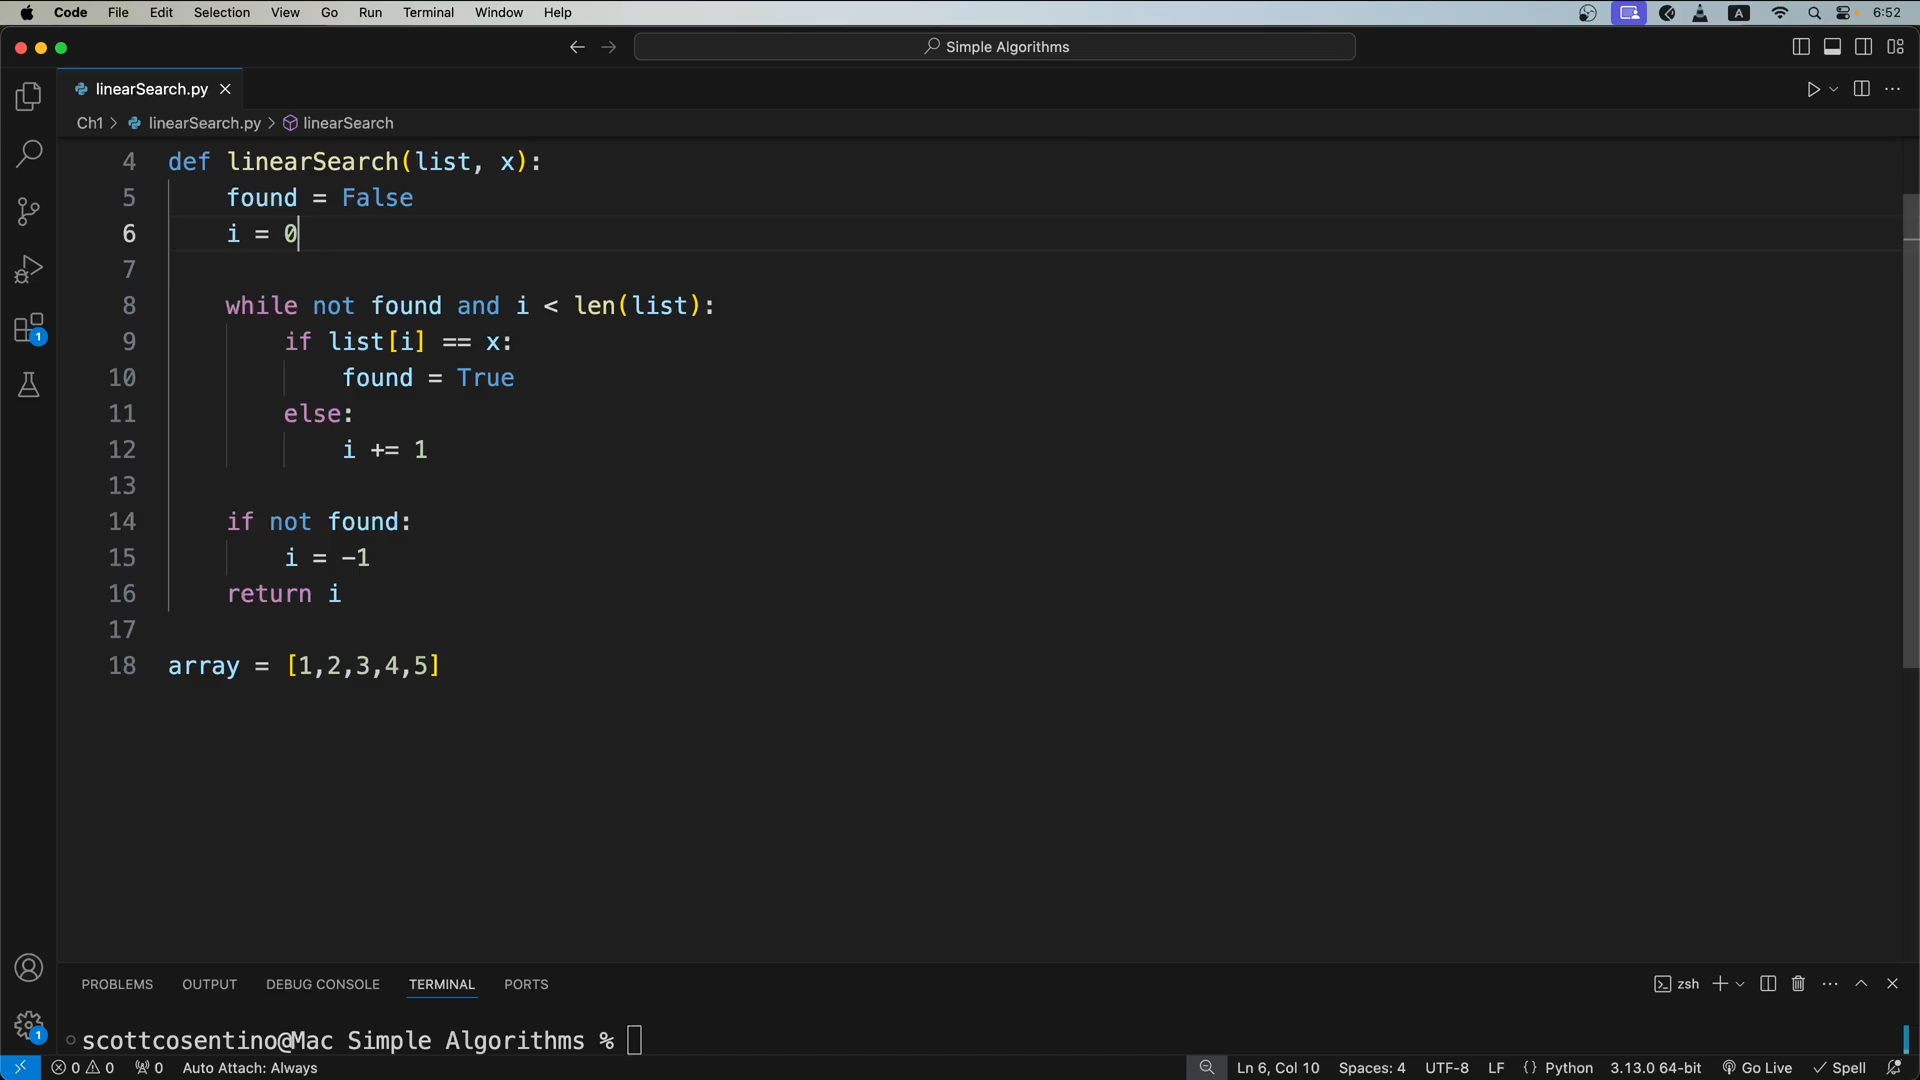 Code File Edit Selection View Go Run Terminal Window Help A 6:52
Simple Algorithms
linearSearch.py
Ch1 > linearSearch.py > linearSearch
4 def linearSearch(list, x):
5 found = False
6 i = 0
7
8 while not found and i < len(list):
9 if list[i] == x:
10 found = True
11 else:
12 i += 1
13
14 if not found:
15 i = -1
16 return i
17
18 array = [1,2,3,4,5]
1
PROBLEMS OUTPUT DEBUG CONSOLE TERMINAL PORTS zsh
1
scottcosentino@Mac Simple Algorithms %
0 0 0 Auto Attach: Always Ln 6, Col 10 Spaces: 4 UTF-8 LF {} Python 3.13.0 64-bit Go Live Spell